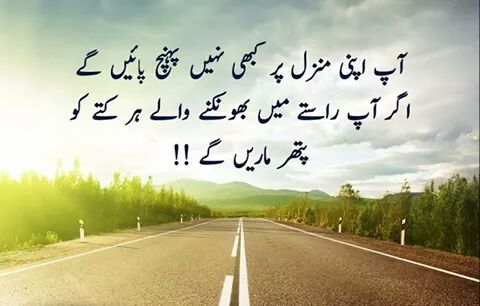 آپ اپنی منزل پر کبھی نہیں پہنچ پائیں گے
اگر آپ راستے میں بھونکنے والے ہر کتے کو
پتھر ماریں گے !!